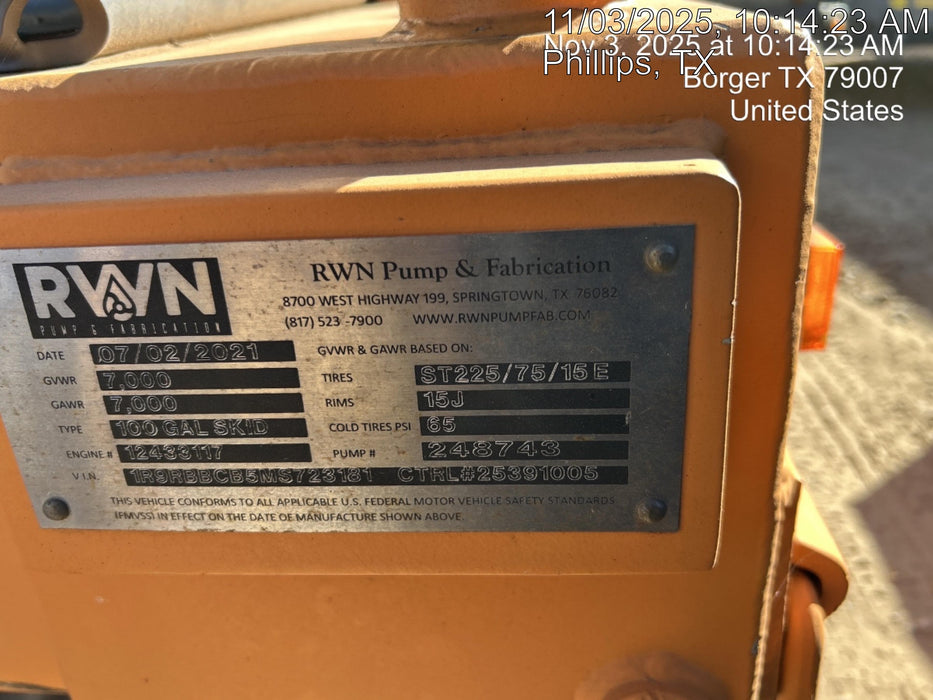 11/03/2025, 10:14:23 AM
Nov 3, 2025 at 10:14:23 AM
Phillips, TX
Borger TX 79007
United States
RWN
PUMP & FABRICATION
RWN Pump & Fabrication
8700 WEST HIGHWAY 199, SPRINGTOWN, TX 76082
(817) 523 -7900 WWW.RWNPUMPFAB.COM
DATE 07/02/2021 GVWR & GAWR BASED ON:
GVWR 7,000 TIRES ST225/75/15E
GAWR 7,000 RIMS 15J
TYPE 100 GAL SKID COLD TIRES PSI 65
ENGINE # 12433117 PUMP # 248743
V.I.N. 1R9RBBCB5MS723181 CTRL#25391005
THIS VEHICLE CONFORMS TO ALL APPLICABLE U.S. FEDERAL MOTOR VEHICLE SAFETY STANDARDS
(FMVSS) IN EFFECT ON THE DATE OF MANUFACTURE SHOWN ABOVE.